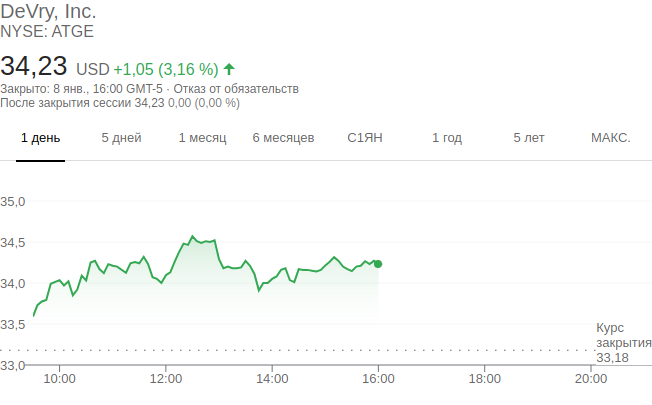 DeVry, Inc.
NYSE: ATGE
34,23 USD +1,05 (3,16 %)
Закрыто: 8 янв., 16:00 GMT-5 · Отказ от обязательств
После закрытия сессии 34,23 0,00 (0,00 %)
1 день 5 дней 1 месяц 6 месяцев С1ЯН 1 год 5 лет МАКС.
35,0
34,5
34,0
33,5
Курс
закрытия
33,18
33,0
10:00 12:00 14:00 16:00 18:00 20:00